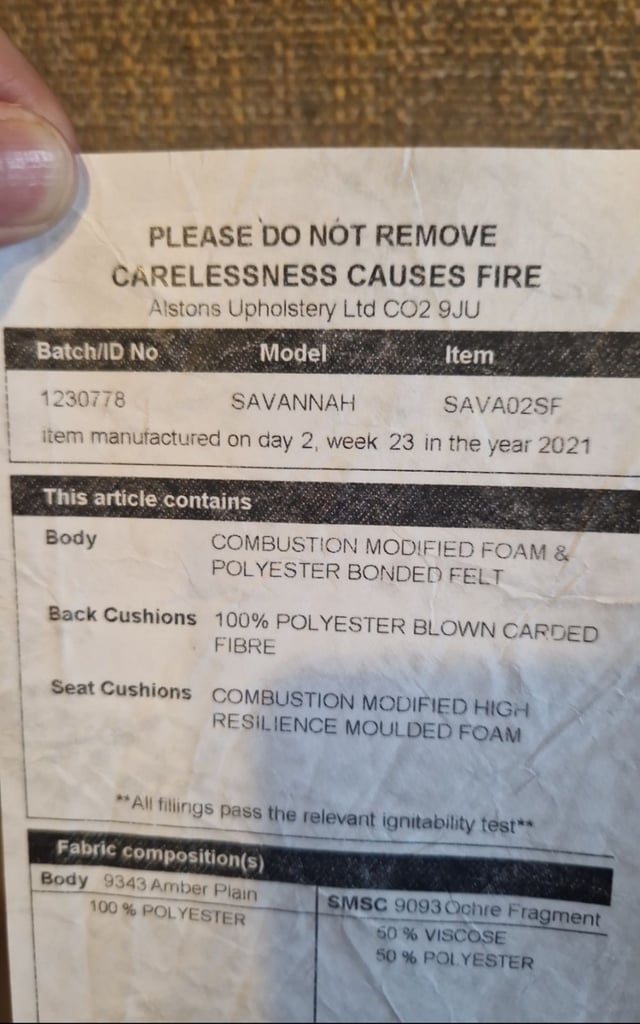 PLEASE DO NOT REMOVE
CARELESSNESS CAUSES FIRE
Alstons Upholstery Ltd CO2 9JU
Batch/ID No Model Item
1230778 SAVANNAH SAVA02SF
Item manufactured on day 2, week 23 in the year 2021
This article contains
Body COMBUSTION MODIFIED FOAM &
POLYESTER BONDED FELT
Back Cushions 100% POLYESTER BLOWN CARDED
FIBRE
Seat Cushions COMBUSTION MODIFIED HIGH
RESILIENCE MOULDED FOAM
**All fillings pass the relevant ignitability test**
Fabric composition(s)
Body 9343 Amber Plain
100 % POLYESTER
SMSC 9093 Ochre Fragment
50 % VISCOSE
50 % POLYESTER